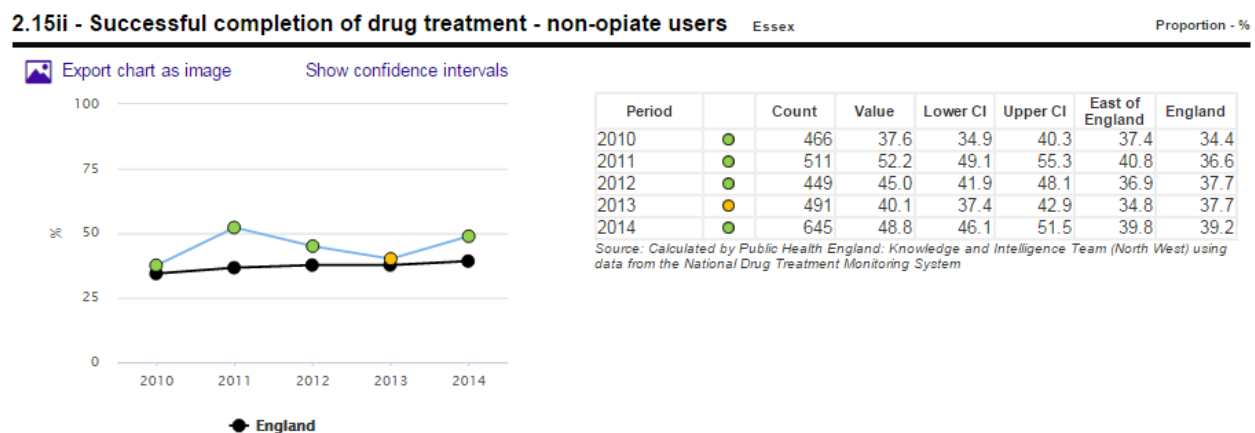 2.15ii - Successful completion of drug treatment - non-opiate users Essex Proportion - %
Export chart as image Show confidence intervals
100
75
50
25
0
%
2010 2011 2012 2013 2014
England
Period Count Value Lower CI Upper CI East of England England
2010 466 37.6 34.9 40.3 37.4 34.4
2011 511 52.2 49.1 55.3 40.8 36.6
2012 449 45.0 41.9 48.1 36.9 37.7
2013 491 40.1 37.4 42.9 34.8 37.7
2014 645 48.8 46.1 51.5 39.8 39.2
Source: Calculated by Public Health England: Knowledge and Intelligence Team (North West) using
data from the National Drug Treatment Monitoring System